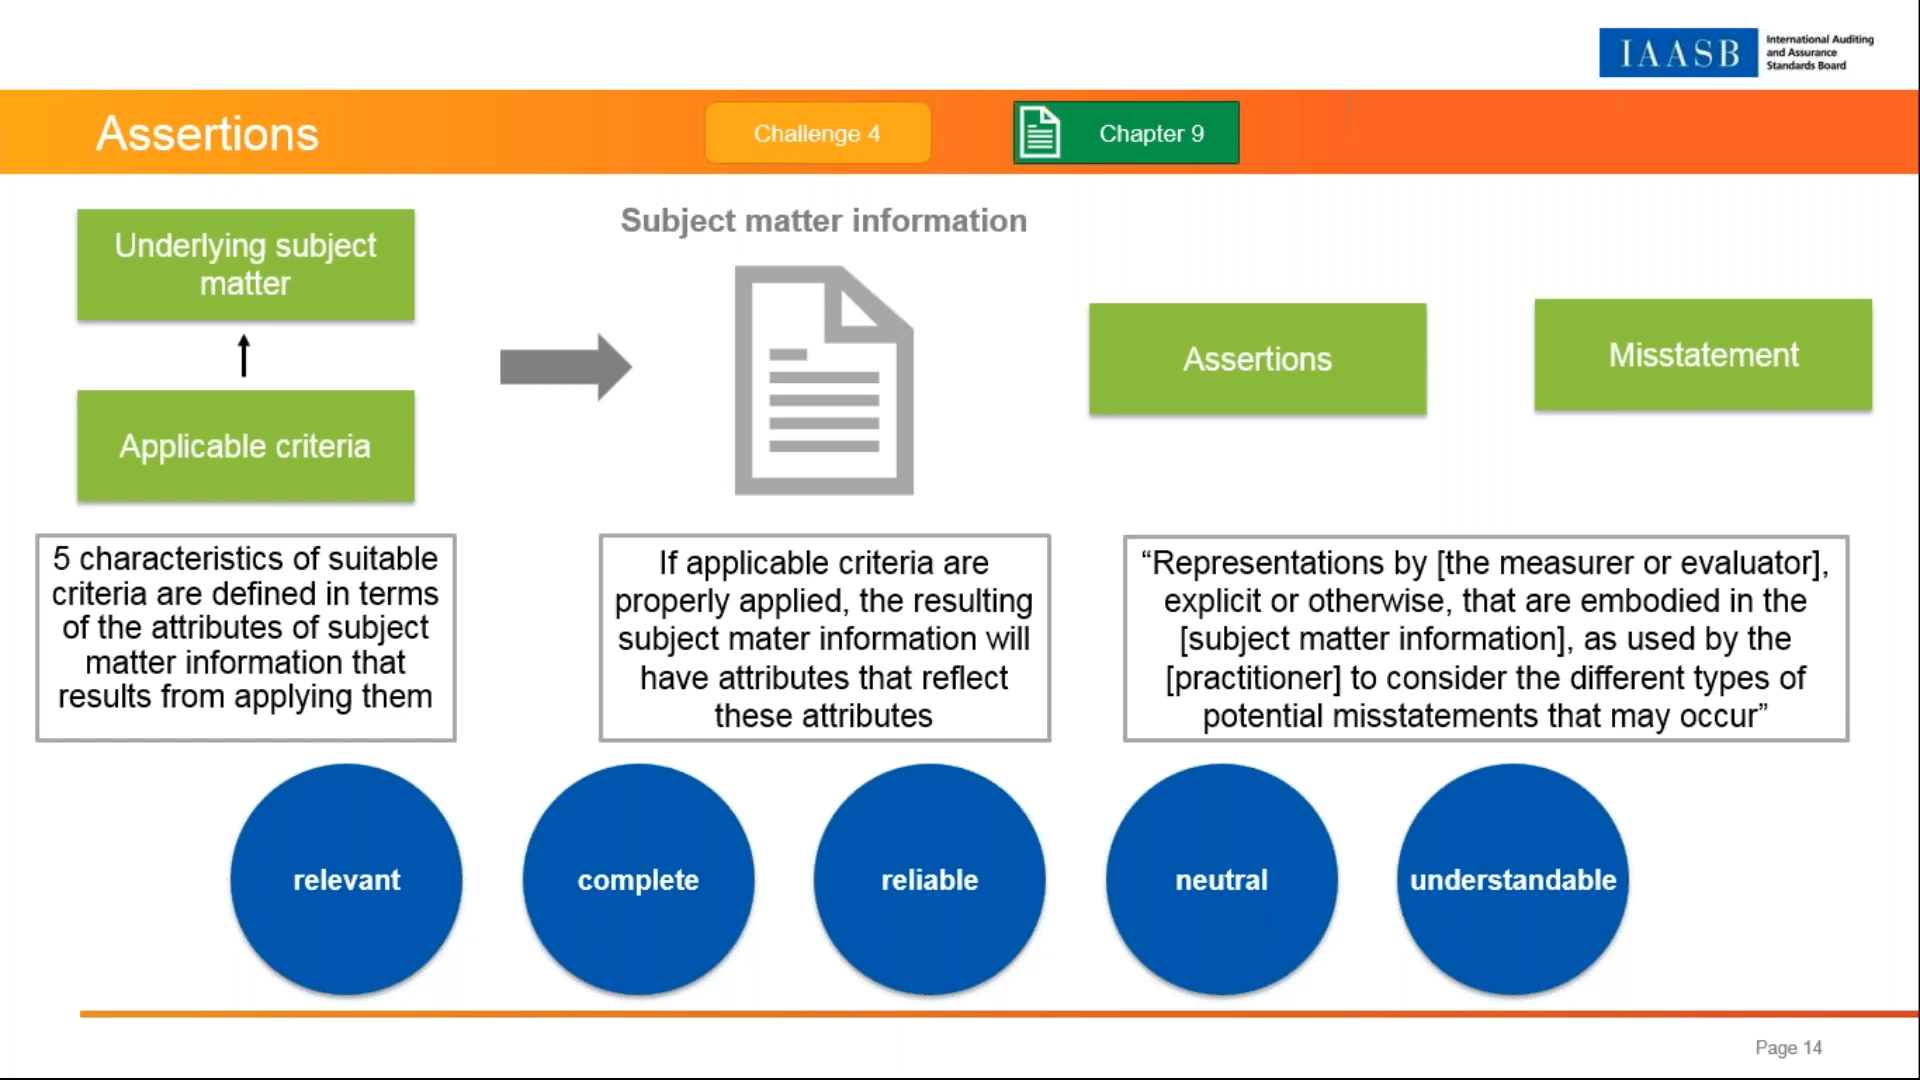 IAASB
International Auditing
and Assurance
Standards Board
Assertions
Challenge 4
Chapter 9
Underlying subject
matter
Applicable criteria
Subject matter information
Assertions
Misstatement
5 characteristics of suitable
criteria are defined in terms
of the attributes of subject
matter information that
results from applying them
If applicable criteria are
properly applied, the resulting
subject mater information will
have attributes that reflect
these attributes
“Representations by [the measurer or evaluator],
explicit or otherwise, that are embodied in the
[subject matter information], as used by the
[practitioner] to consider the different types of
potential misstatements that may occur”
relevant
complete
reliable
neutral
understandable
Page 14